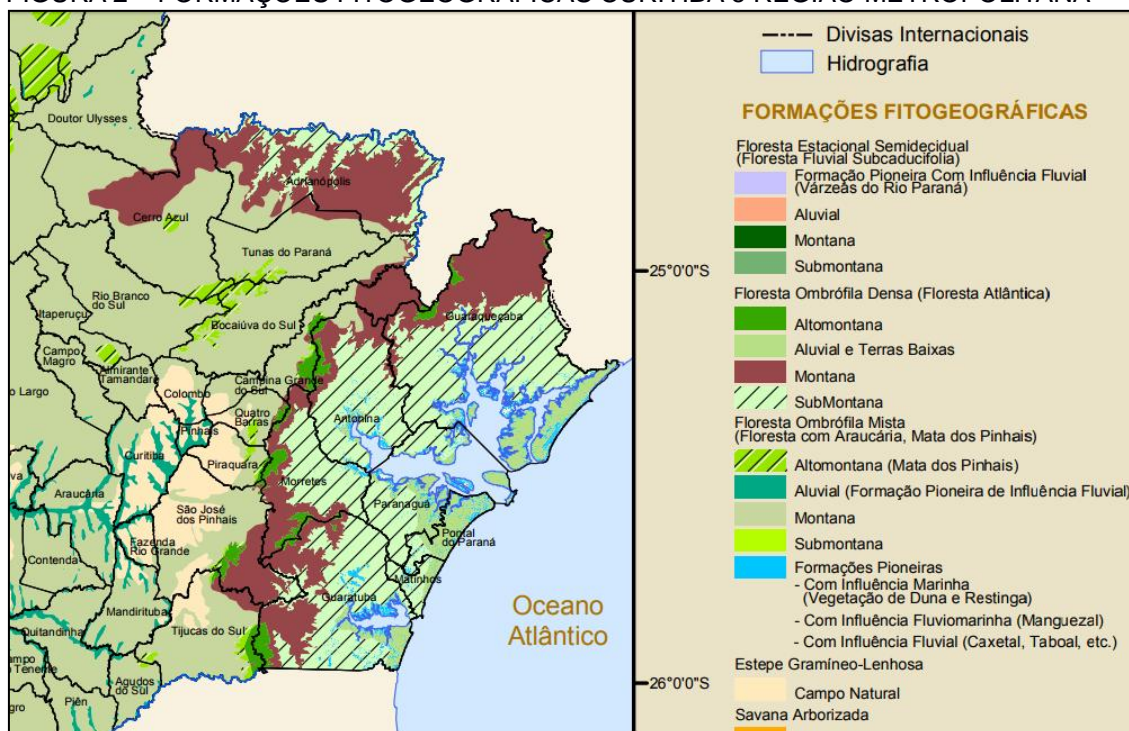 Divisas Internacionais
Hidrografia
FORMAÇÕES FITOGEOGRÁFICAS
Floresta Estacional Semidecidual
(Floresta Fluvial Subcaducifolia)
Formação Pioneira Com Influência Fluvial
(Várzeas do Rio Paraná)
Aluvial
Montana
Submontana
Floresta Ombrófila Densa (Floresta Atlântica)
Altomontana
Aluvial e Terras Baixas
Montana
SubMontana
Floresta Ombrófila Mista
(Floresta com Araucária, Mata dos Pinhais)
Altomontana (Mata dos Pinhais)
Aluvial (Formação Pioneira de Influência Fluvial)
Montana
Submontana
Formações Pioneiras
- Com Influência Marinha
(Vegetação de Duna e Restinga)
- Com Influência Fluviomarinha (Manguezal)
- Com Influência Fluvial (Caxetal, Taboal, etc.)
Estepe Gramíneo-Lenhosa
Campo Natural
Savana Arborizada
25°0'0"S
26°0'0"S
Doutor Ulysses
Adrianópolis
Cerro Azul
Tunas do Paraná
Rio Branco
do Sul
Itaperuçu
Bocaiúva do Sul
Guaraqueçaba
Campo
Magro
Almirante
Tamandaré
o Largo
Colombo
Campina Grande
do Sul
Quatro
Barras
Pinhais
Antonina
Curitiba
Piraquara
Morretes
va
Araucária
Paranaguá
São José
dos Pinhais
Pontal
do Paraná
Fazenda
Rio Grande
Contenda
Matinhos
Guaratuba
Mandirituba
Oceano
Atlântico
Quitandinha
Tijucas do Sul
ampo
Tenente
Agudos
do Sul
Piên
gro